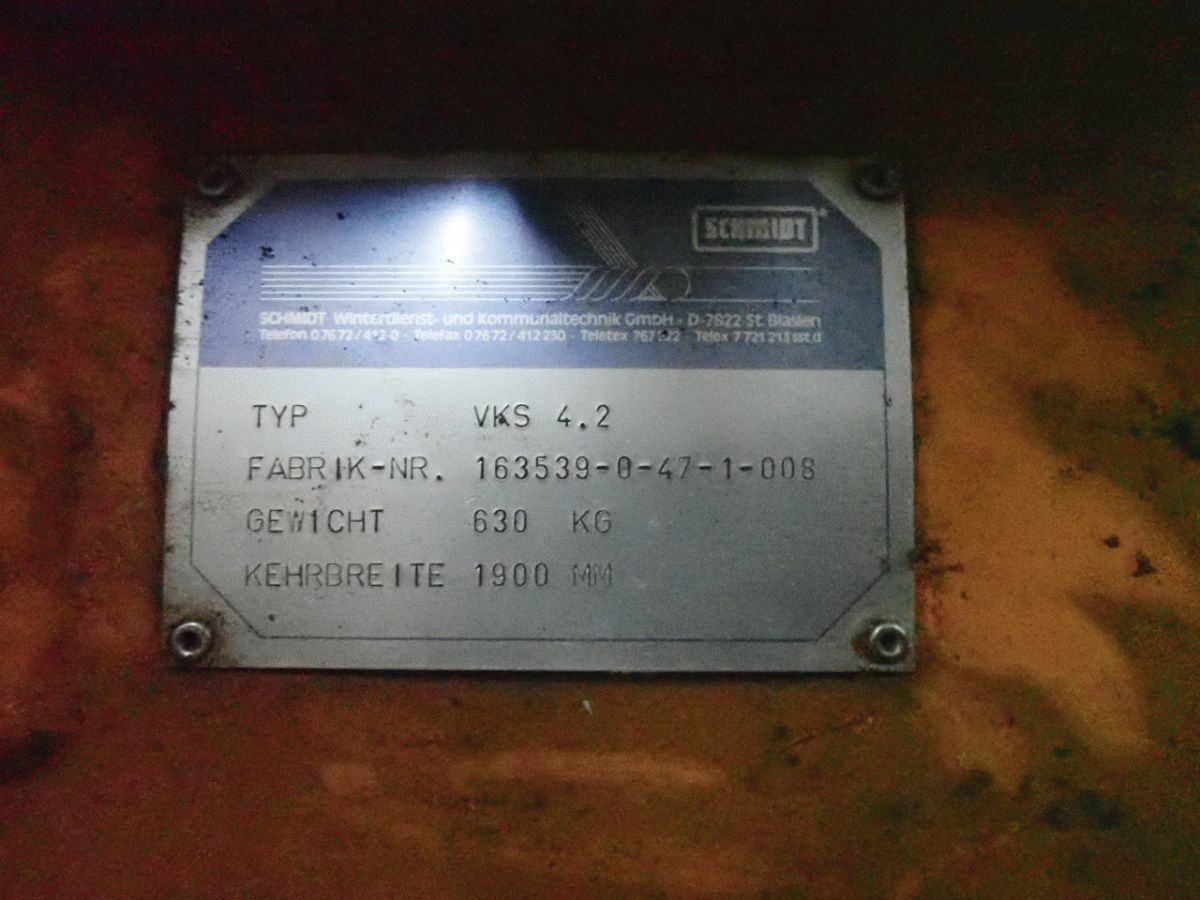 SCHMIDT
SCHMIDT Winterdienst- und Kommunaltechnik GmbH · D-7822 St. Blasien
Telefon 07672/412-0 · Telefax 07672/412230 · Teletex Telex 7721213 sst d
TYP VKS 4.2
FABRIK-NR. 163539-0-47-1-008
GEWICHT 630 KG
KEHRBREITE 1900 MM